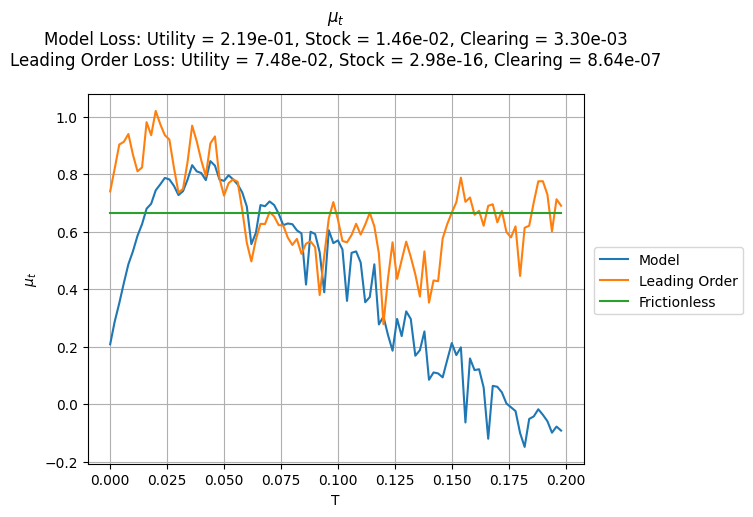 μt
Model Loss: Utility = 2.19e-01, Stock = 1.46e-02, Clearing = 3.30e-03
Leading Order Loss: Utility = 7.48e-02, Stock = 2.98e-16, Clearing = 8.64e-07
1.0
0.8
0.6
0.4
0.2
0.0
−0.2
μt
0.000 0.025 0.050 0.075 0.100 0.125 0.150 0.175 0.200
T
Model
Leading Order
Frictionless